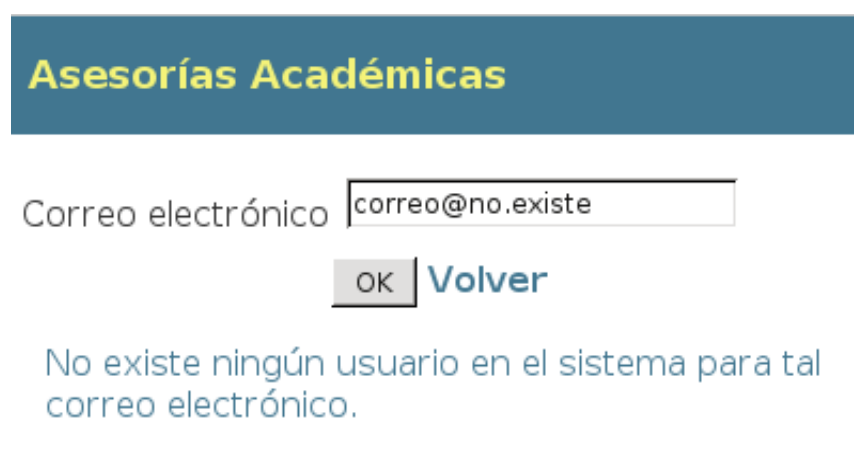 Asesorías Académicas
Correo electrónico correo@no.existe
OK Volver
No existe ningún usuario en el sistema para tal
correo electrónico.